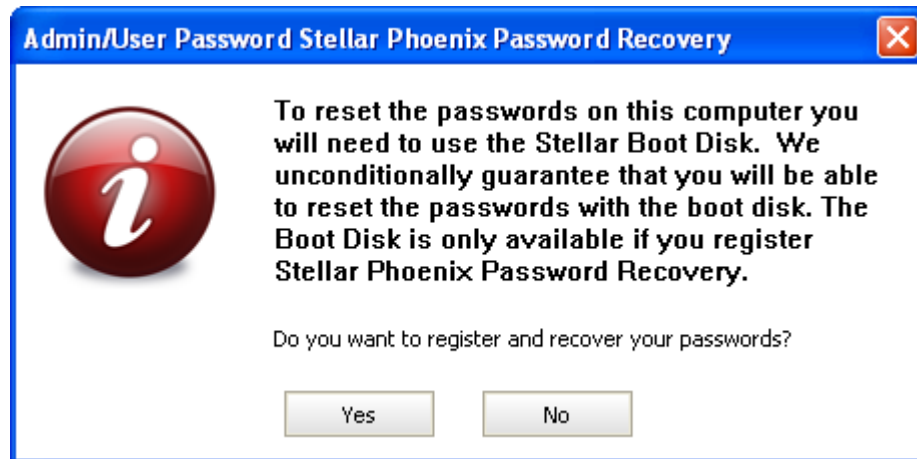 Admin/User Password Stellar Phoenix Password Recovery
To reset the passwords on this computer you
will need to use the Stellar Boot Disk.  We
unconditionally guarantee that you will be able
to reset the passwords with the boot disk. The
Boot Disk is only available if you register
Stellar Phoenix Password Recovery.
Do you want to register and recover your passwords?
Yes
No